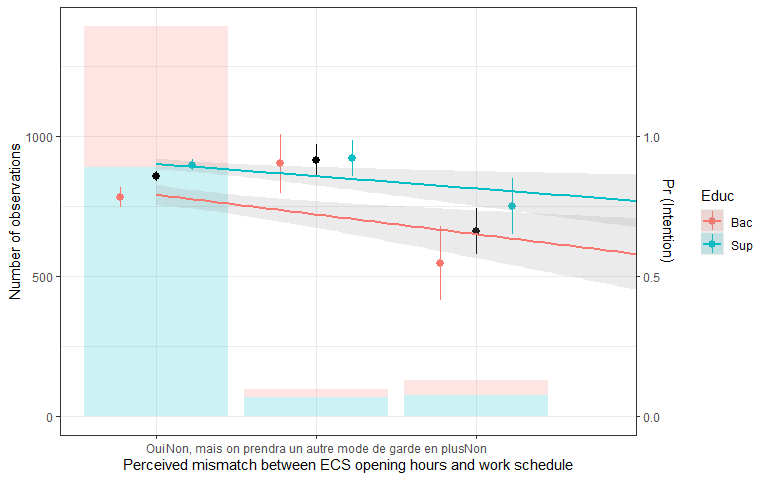 Number of observations
1000
500
0
1.0
0.5
0.0
Pr (Intention)
Educ
Bac
Sup
OuiNon, mais on prendra un autre mode de garde en plusNon
Perceived mismatch between ECS opening hours and work schedule